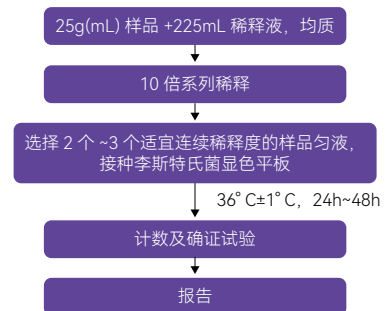 25g(mL) 样品 +225mL 稀释液，均质
10 倍系列稀释
选择 2 个 ~3 个适宜连续稀释度的样品匀液，
接种李斯特氏菌显色平板
36°C±1°C，24h~48h
计数及确证试验
报告